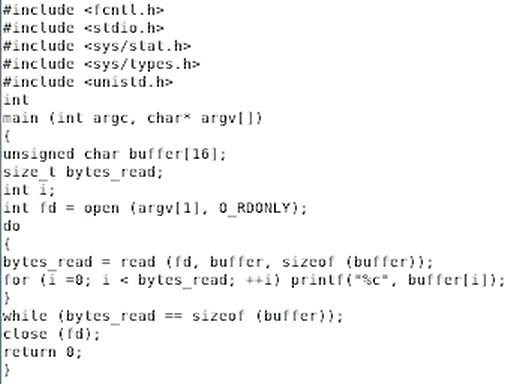 #include <fcntl.h>
#include <stdio.h>
#include <sys/stat.h>
#include <sys/types.h>
#include <unistd.h>
int
main (int argc, char* argv[])
{
unsigned char buffer[16];
size_t bytes_read;
int i;
int fd = open (argv[1], O_RDONLY);
do
{
bytes_read = read (fd, buffer, sizeof (buffer));
for (i =0; i < bytes_read; ++i) printf("%c", buffer[i]);
}
while (bytes_read == sizeof (buffer));
close (fd);
return 0;
}